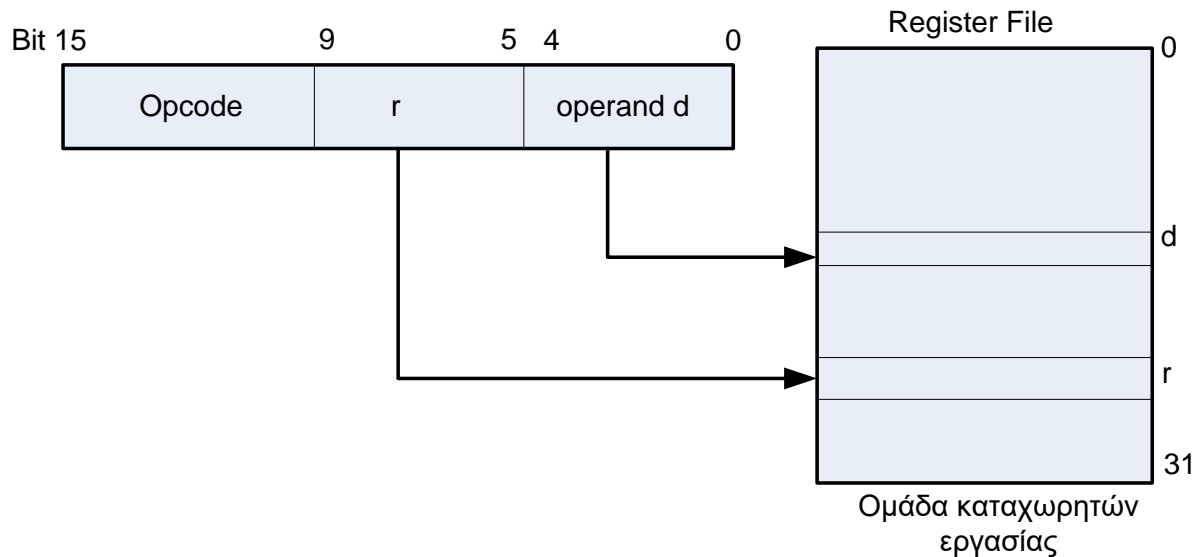 Register File
Bit 15 9 5 4 0
0
Opcode r operand d
d
r
31
Ομάδα καταχωρητών
εργασίας